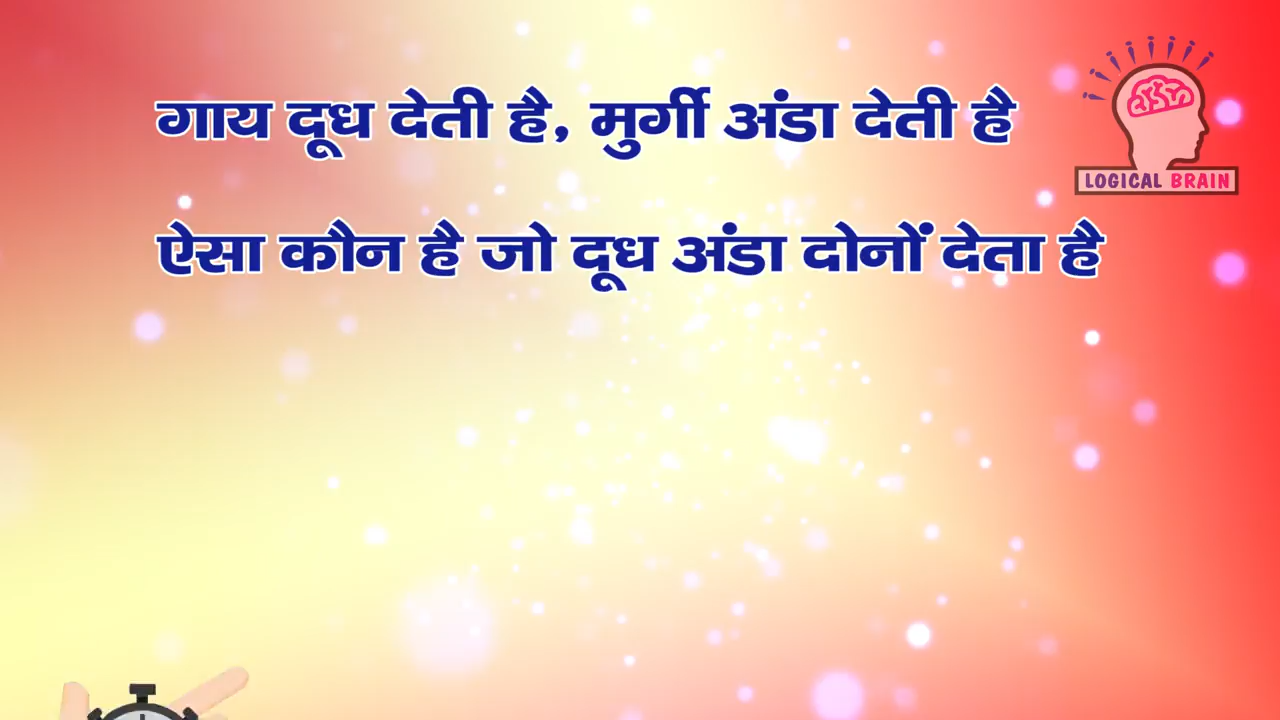 गाय दूध देती है, मुर्गी अंडा देती है
ऐसा कौन है जो दूध अंडा दोनों देता है
LOGICAL BRAIN